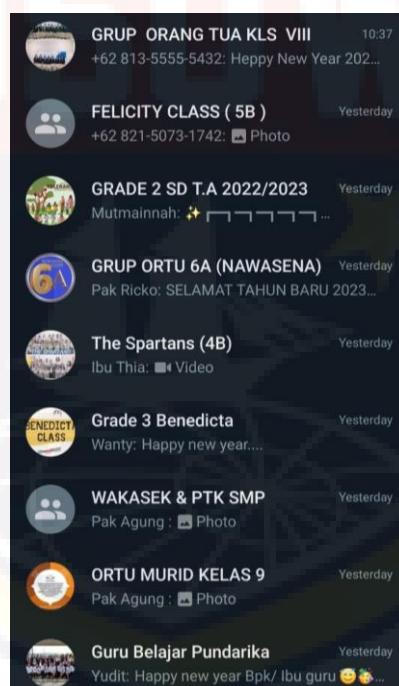 GRUP ORANG TUA KLS VIII 10:37
+62 813-5555-5432: Heppy New Year 202...
FELICITY CLASS ( 5B ) Yesterday
+62 821-5073-1742: Photo
GRADE 2 SD T.A 2022/2023 Yesterday
Mutmainnah: ✨ ...
6A
GRUP ORTU 6A (NAWASENA) Yesterday
Pak Ricko: SELAMAT TAHUN BARU 2023...
The Spartans (4B) Yesterday
Ibu Thia: Video
BENEDICTA
CLASS
Grade 3 Benedicta Yesterday
Wanty: Happy new year....
WAKASEK & PTK SMP Yesterday
Pak Agung : Photo
ORTU MURID KELAS 9 Yesterday
Pak Agung : Photo
Guru Belajar Pundarika Yesterday
Yudit: Happy new year Bpk/ Ibu guru 😇🥳...